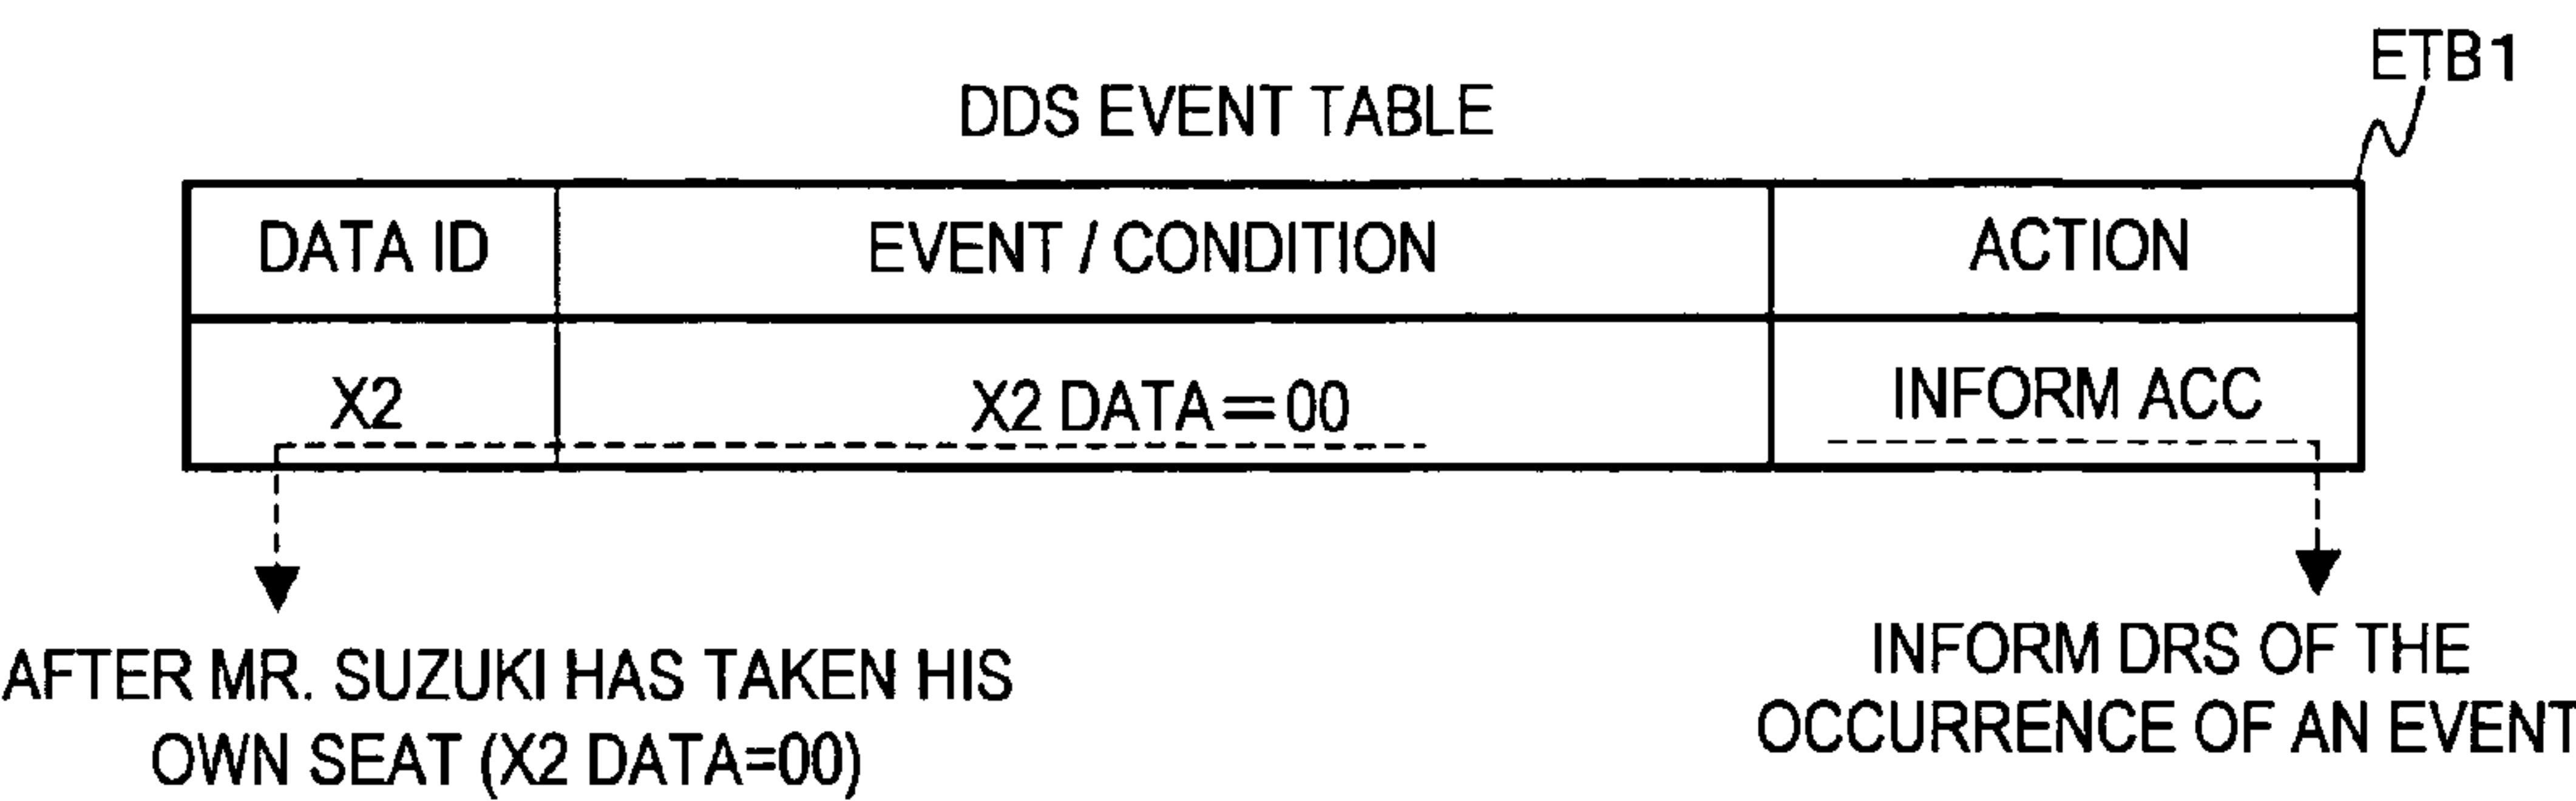 ETB1
DDS EVENT TABLE
DATA ID
EVENT / CONDITION
ACTION
X2
X2 DATA=00
INFORM ACC
AFTER MR. SUZUKI HAS TAKEN HIS
OWN SEAT (X2 DATA=00)
INFORM DRS OF THE
OCCURRENCE OF AN EVENT